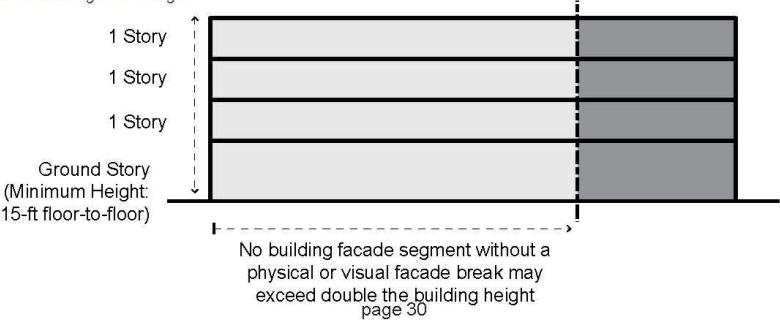 1 Story
1 Story
1 Story
Ground Story
(Minimum Height:
15-ft floor-to-floor)
No building facade segment without a
physical or visual facade break may
exceed double the building height
page 30